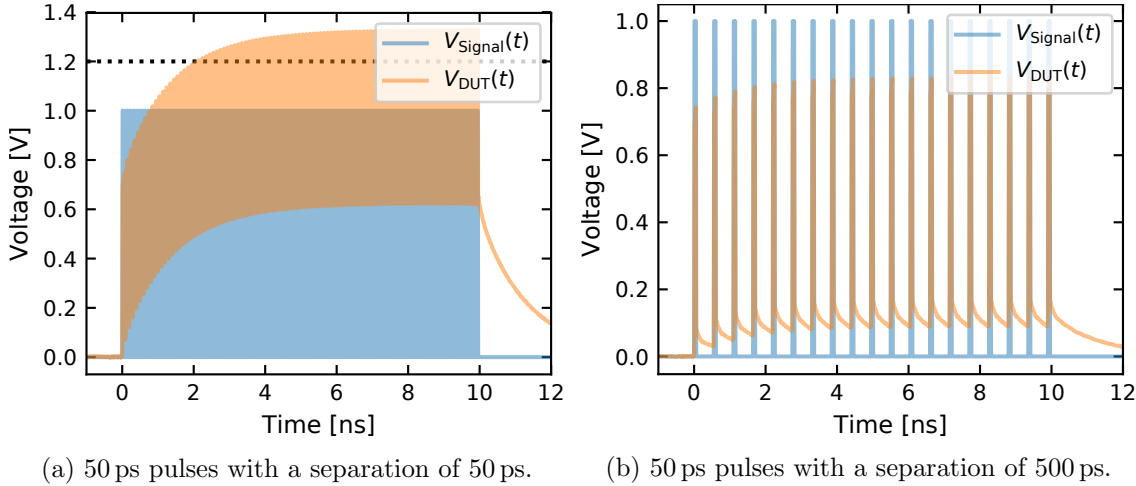 1.4
1.2
1.0
0.8
0.6
0.4
0.2
0.0
Voltage [V]
0 2 4 6 8 10 12
Time [ns]
V_Signal(t)
V_DUT(t)
(a) 50 ps pulses with a separation of 50 ps.
1.0
0.8
0.6
0.4
0.2
0.0
Voltage [V]
0 2 4 6 8 10 12
Time [ns]
V_Signal(t)
V_DUT(t)
(b) 50 ps pulses with a separation of 500 ps.